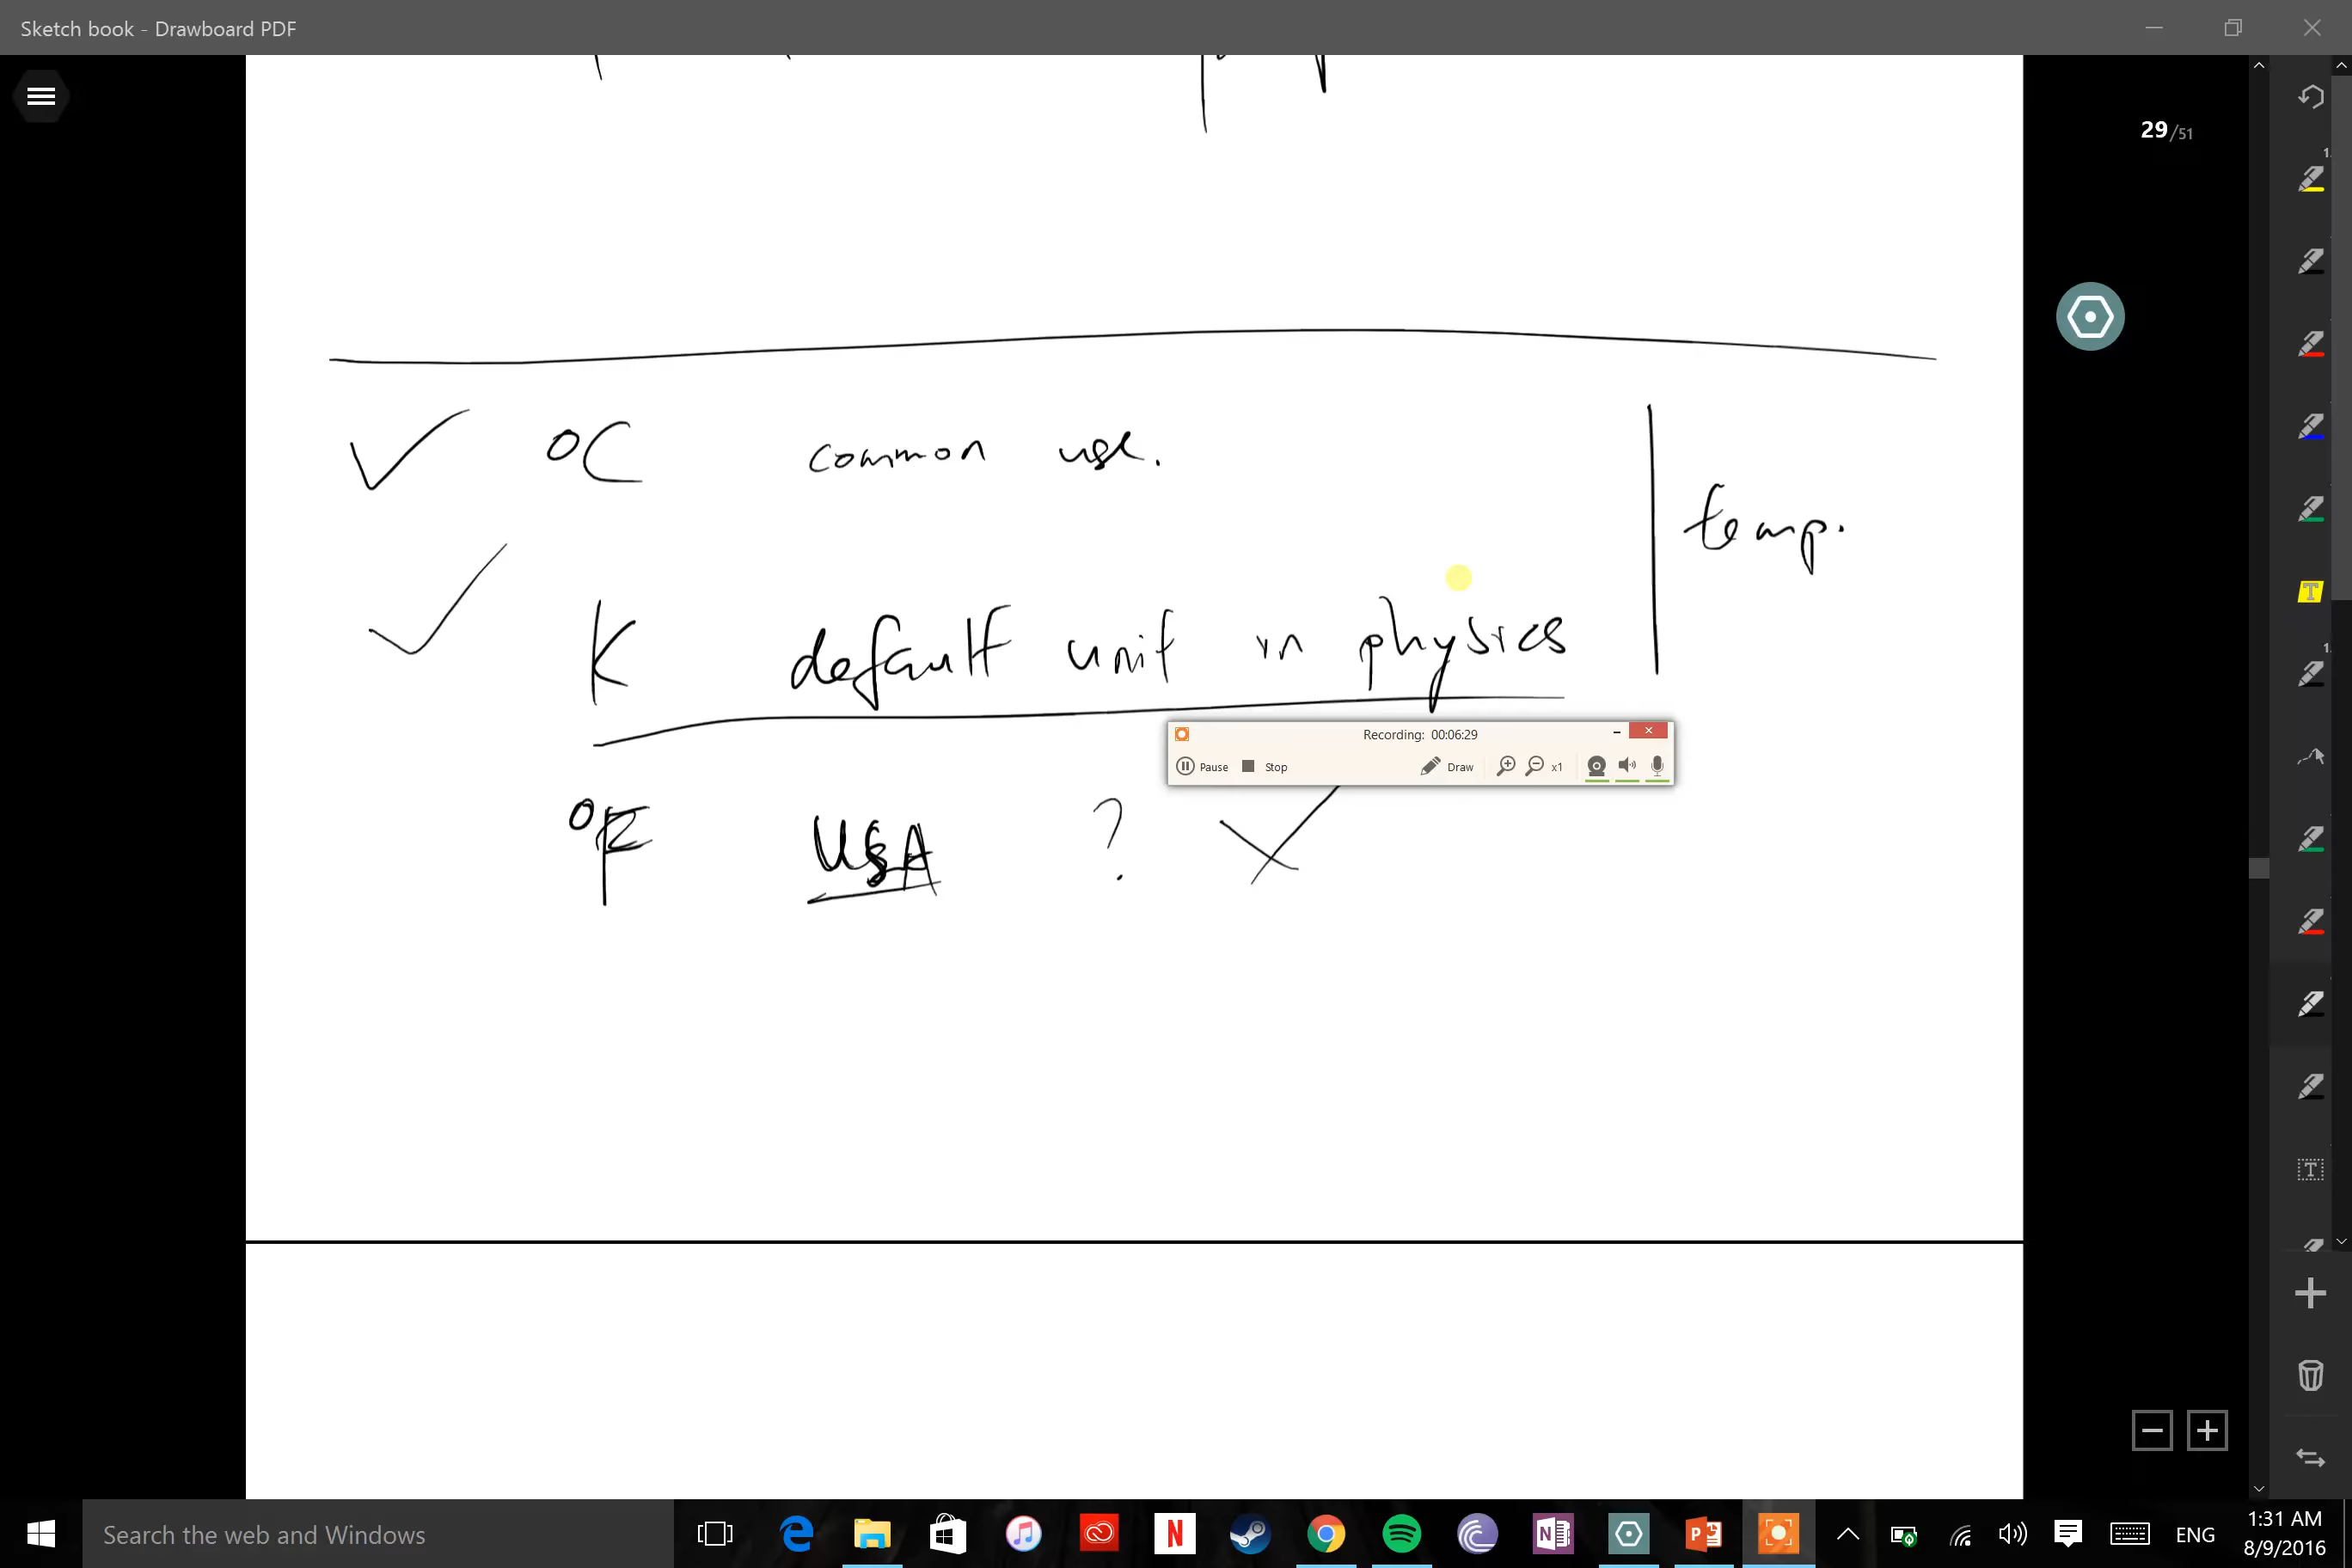 Sketch book - Drawboard PDF
29/51
°C common use.
temp.
K default unit in physics
Recording: 00:06:29
Pause Stop Draw x1
°F USA ?
Search the web and Windows
ENG
1:31 AM
8/9/2016